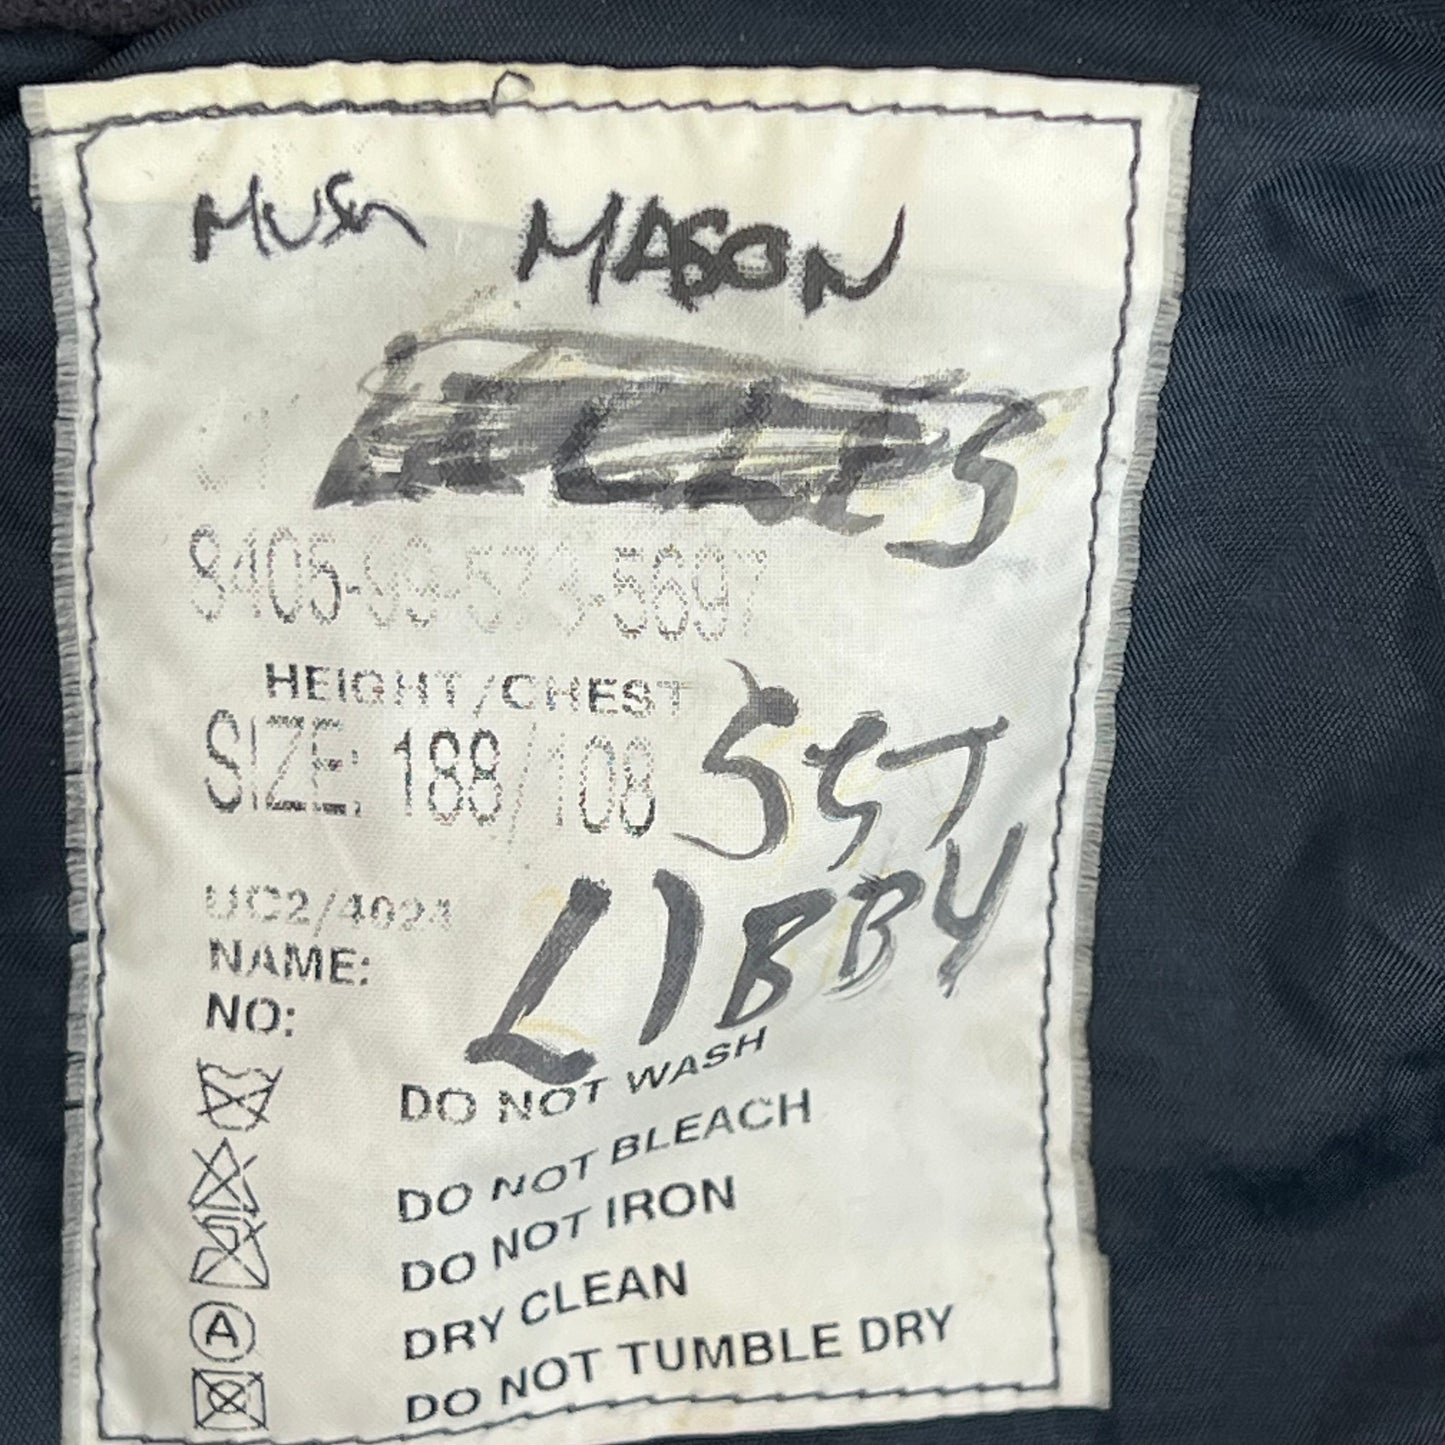 Musn MASON
8405-99-573-5697
HEIGHT/CHEST
SIZE: 188/108 SGT
LIBBY
UC2/4024
NAME:
NO:
DO NOT WASH
DO NOT BLEACH
DO NOT IRON
A DRY CLEAN
DO NOT TUMBLE DRY